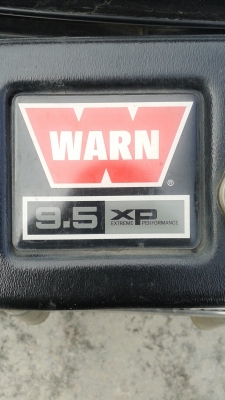 WARN
®
9.5 XP
EXTREME PERFORMANCE